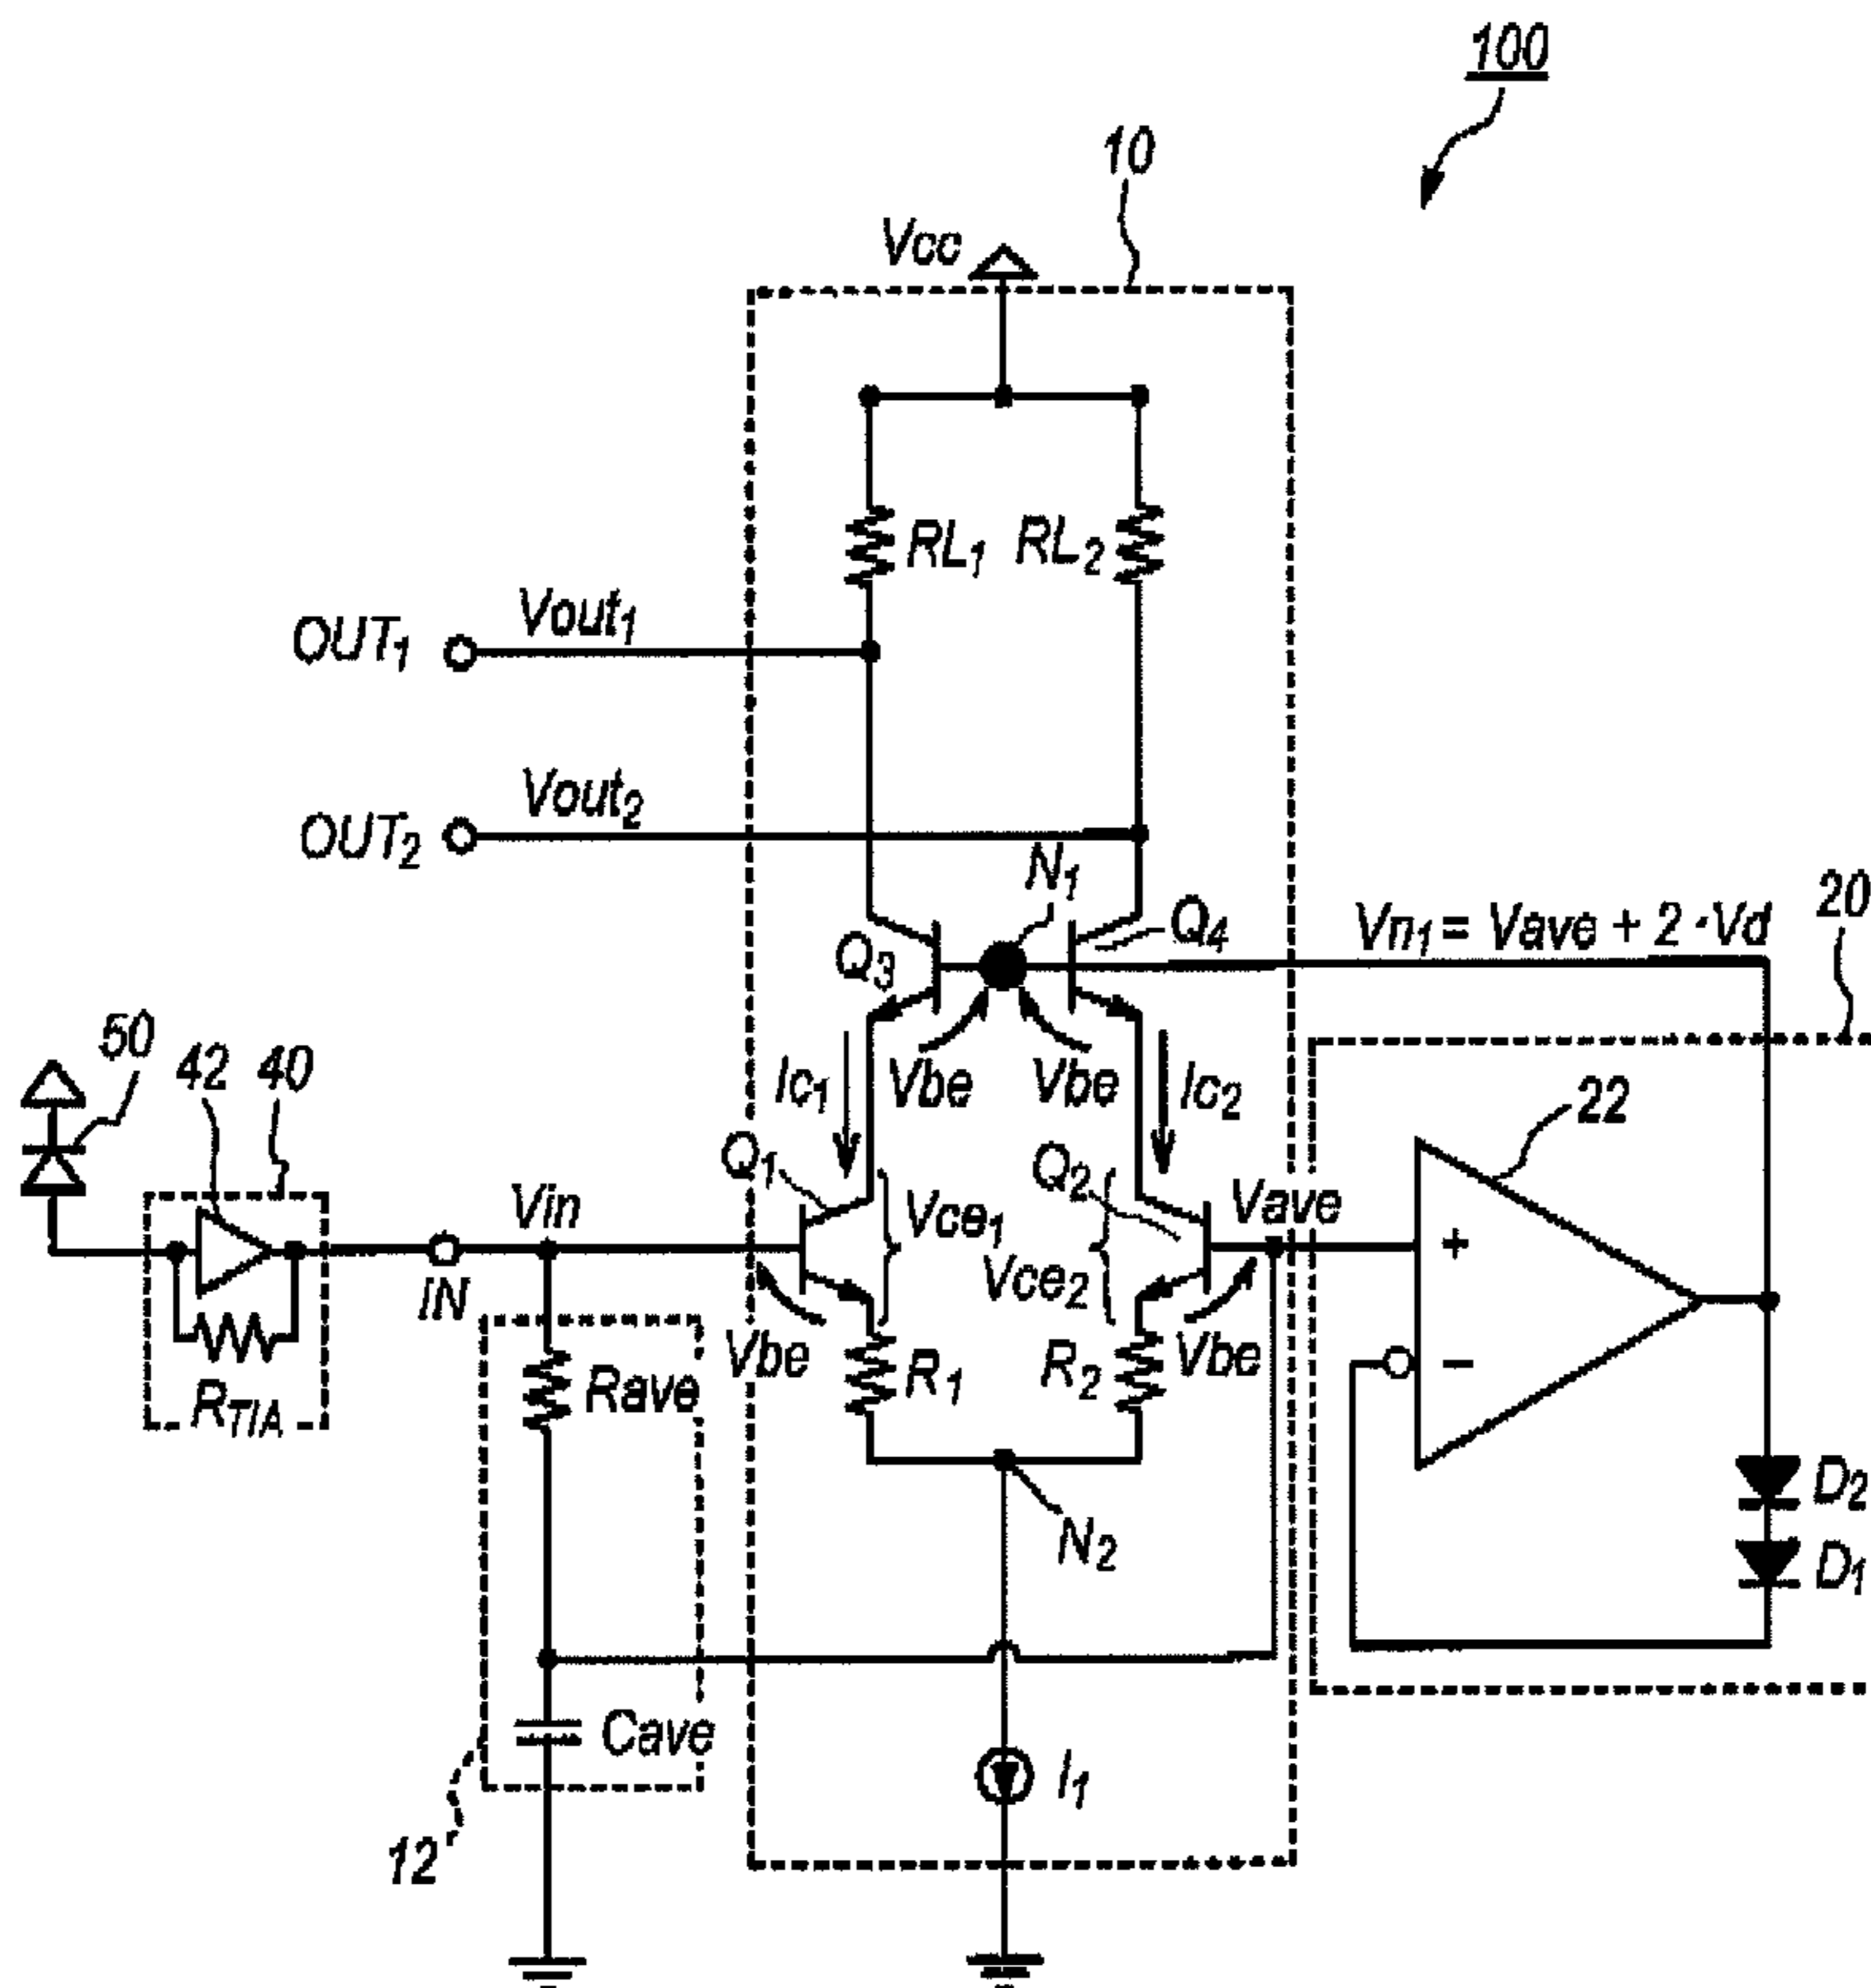 100
10
Vcc
RL1 RL2
OUT1 Vout1
OUT2 Vout2
N1
20
Q3 Q4 Vn1 = Vave + 2 · Vd
50 42 40
Ic1 Vbe Vbe Ic2
22
Q1 Q2
Vin Vce1 Vave
Vce2
+
IN
Vbe R1 R2 Vbe −
RTIA Rave
D2
N2
D1
Cave
I1
12